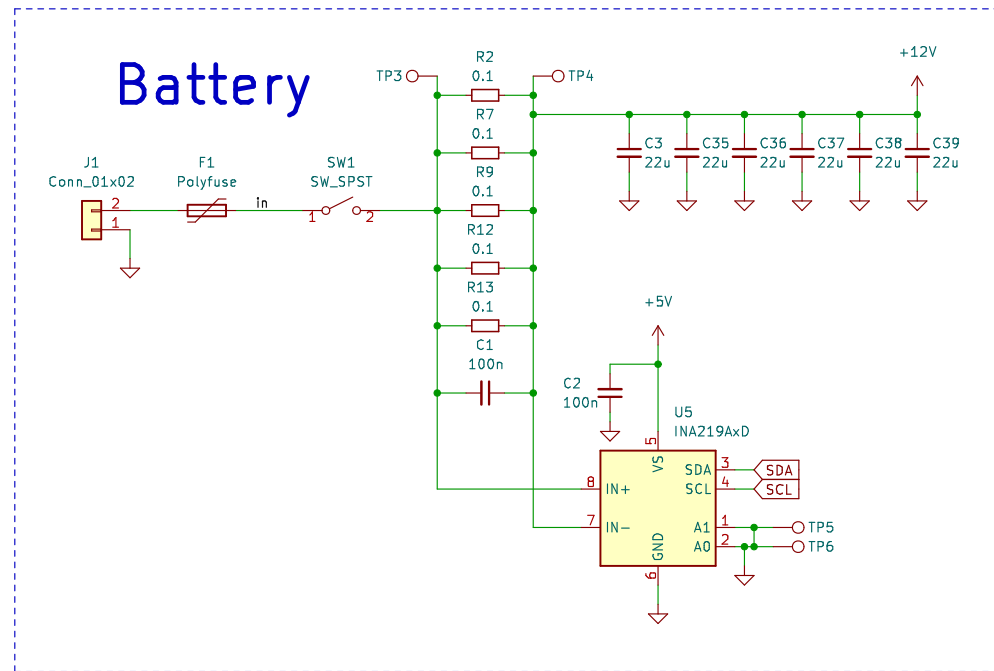 Battery
J1
Conn_01x02
2
1
F1
Polyfuse
in
SW1
SW_SPST
1
2
TP3
TP4
R2
0.1
R7
0.1
R9
0.1
R12
0.1
R13
0.1
C1
100n
+12V
C3
22u
C35
22u
C36
22u
C37
22u
C38
22u
C39
22u
+5V
C2
100n
U5
INA219AxD
5
VS
8
IN+
7
IN-
SDA
3
SDA
SCL
4
SCL
A1
1
TP5
A0
2
TP6
GND
6